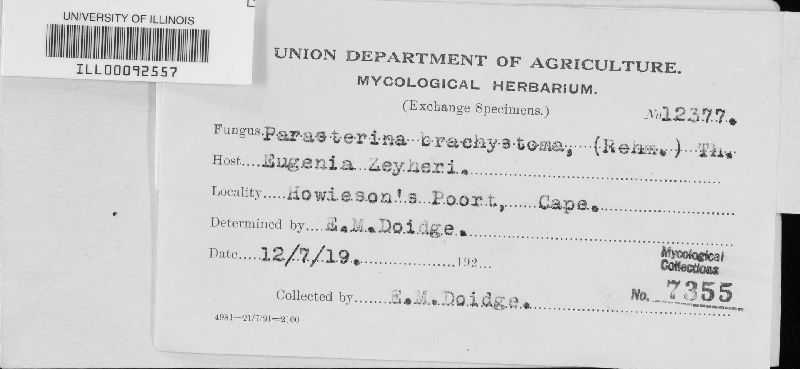 UNIVERSITY OF ILLINOIS
ILL00092557
UNION DEPARTMENT OF AGRICULTURE.
MYCOLOGICAL HERBARIUM.
(Exchange Specimens.)
No 12377.
Fungus. Parasterina brachystoma, (Rehm.) Th.
Host.... Eugenia Zeyheri.
Locality..... Howieson's Poort, Cape.
Determined by.... E.M.Doidge.
Date.... 12/7/19. 192...
Mycological
Collections
No. 7355
Collected by....... E.M.Doidge.
4981—21/7/21—2,00